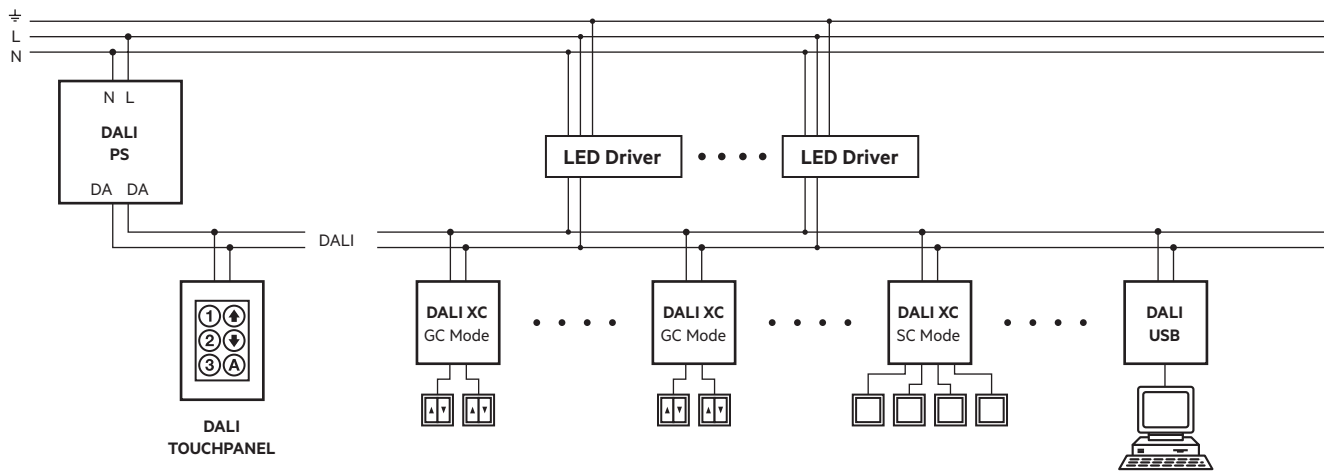 L
N
N L
DALI
PS
DA DA
LED Driver
LED Driver
DALI
1
2
3 A
DALI
TOUCHPANEL
DALI XC
GC Mode
DALI XC
GC Mode
DALI XC
SC Mode
DALI
USB